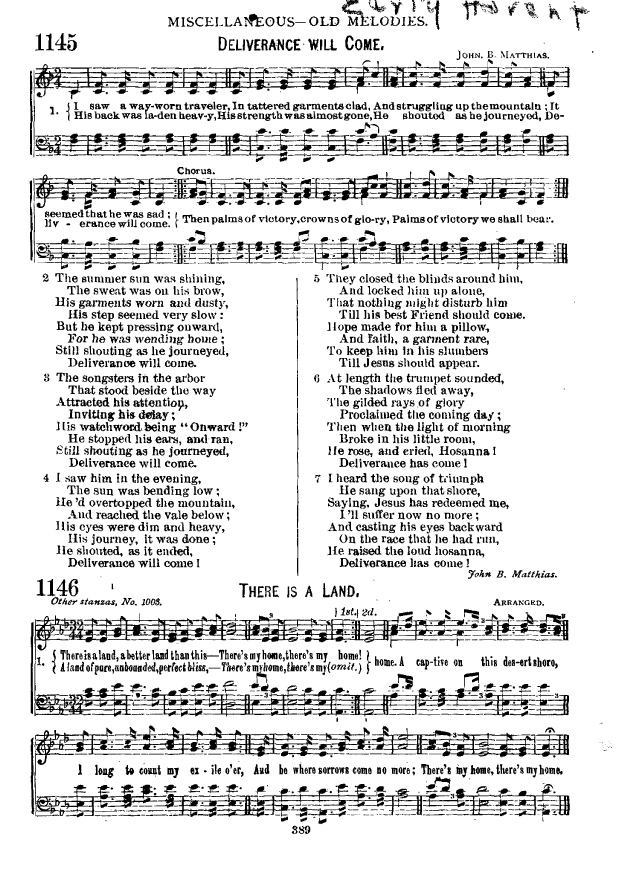 Early
MISCELLANEOUS—OLD MELODIES.
1145
DELIVERANCE WILL COME.
JOHN. B. MATTHIAS.
1. { I saw a way-worn traveler, In tattered garments clad, And struggling up the mountain ; It
{ His back was la-den heav-y, His strength was almost gone, He shouted as he journeyed, De-
Chorus.
seemed that he was sad ; {
liv - erance will come. { Then palms of victory, crowns of glo-ry, Palms of victory we shall bear.
2 The summer sun was shining,
The sweat was on his brow,
His garments worn and dusty,
His step seemed very slow :
But he kept pressing onward,
For he was wending home ;
Still shouting as he journeyed,
Deliverance will come.
3 The songsters in the arbor
That stood beside the way
Attracted his attention,
Inviting his delay ;
His watchword being “ Onward !”
He stopped his ears, and ran,
Still shouting as he journeyed,
Deliverance will come.
4 I saw him in the evening,
The sun was bending low ;
He 'd overtopped the mountain,
And reached the vale below ;
His eyes were dim and heavy,
His journey, it was done ;
He shouted, as it ended,
Deliverance will come !
5 They closed the blinds around him,
And locked him up alone,
That nothing might disturb him
Till his best Friend should come.
Hope made for him a pillow,
And Faith, a garment rare,
To keep him in his slumbers
Till Jesus should appear.
6 At length the trumpet sounded,
The shadows fled away,
The gilded rays of glory
Proclaimed the coming day ;
Then when the light of morning
Broke in his little room,
He rose, and cried, Hosanna !
Deliverance has come !
7 I heard the song of triumph
He sang upon that shore,
Saying, Jesus has redeemed me,
I'll suffer now no more ;
And casting his eyes backward
On the race that he had run,
He raised the loud hosanna,
Deliverance has come !
John B. Matthias.
1146
THERE IS A LAND.
Other stanzas, No. 1003.
ARRANGED.
1st. 2d.
1. { There is a land, a better land than this—There's my home, there's my home! }
{ A land of pure, unbounded, perfect bliss,—There's my home, there's my (omit.) } home. A cap-tive on this des-ert shore,
I long to count my ex - ile o'er, And be where sorrows come no more ; There's my home, there's my home.
389